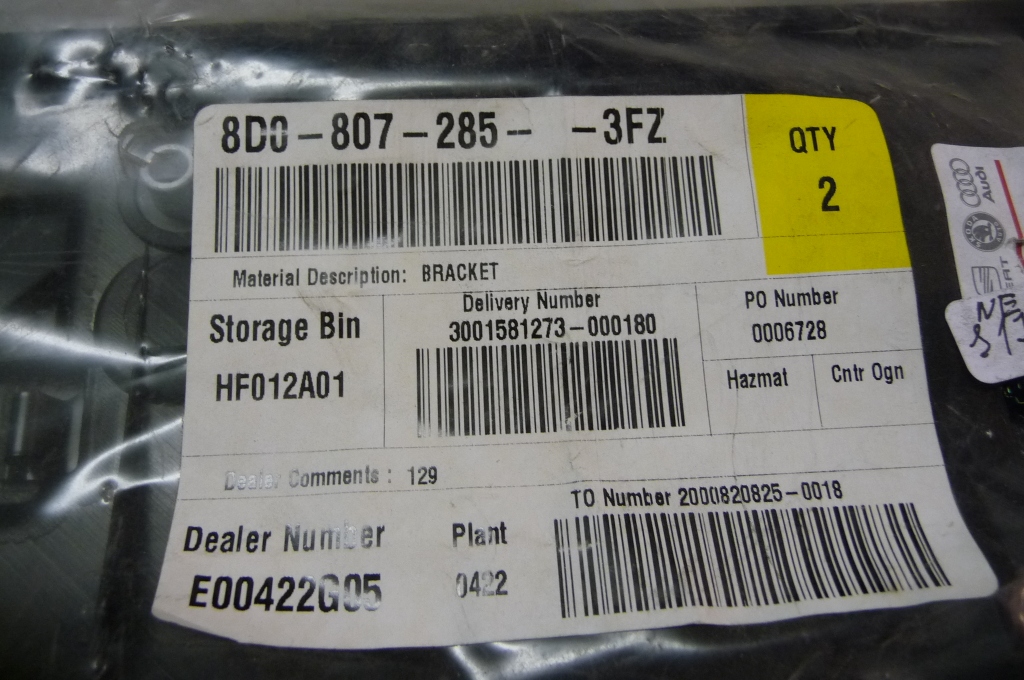 8D0-807-285- -3FZ
QTY
2
Material Description: BRACKET
Storage Bin
HF012A01
Delivery Number
3001581273-000180
PO Number
0006728
Hazmat
Cntr Ogn
Dealer Comments: 129
TO Number 2000820825-0018
Dealer Number
E00422G05
Plant
0422
Audi